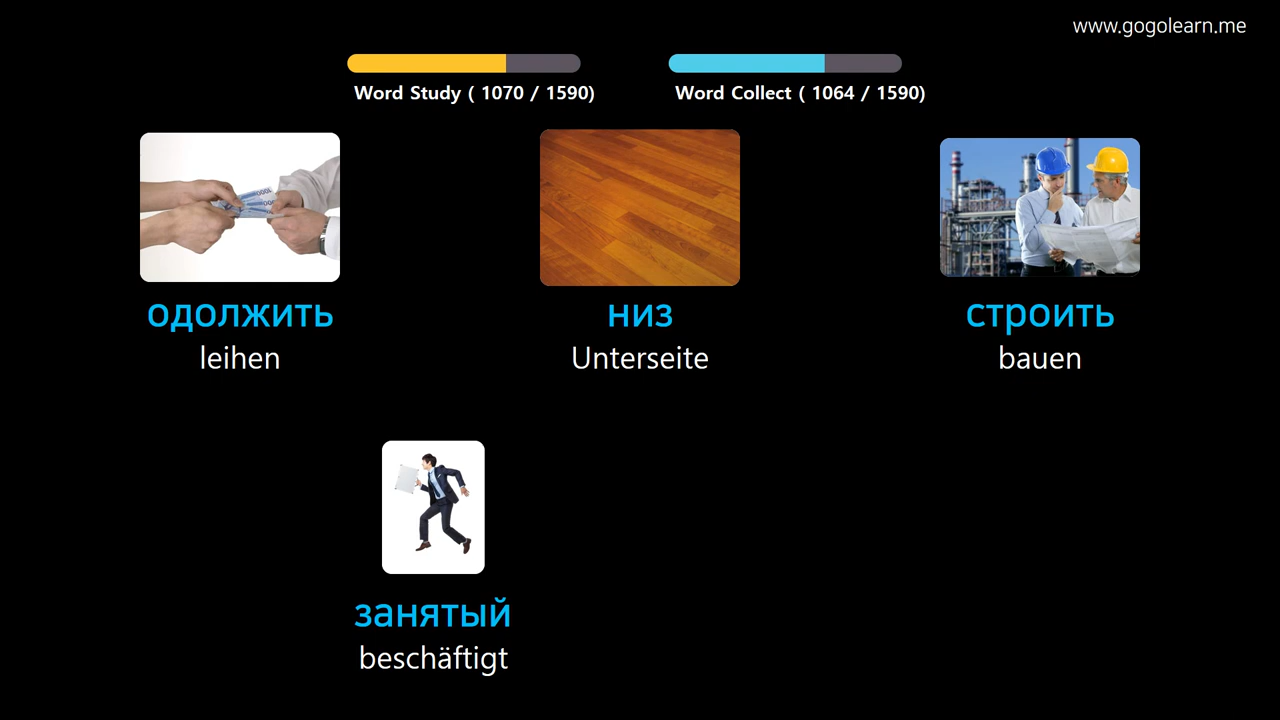 www.gogolearn.me
Word Study ( 1070 / 1590)
Word Collect ( 1064 / 1590)
одолжить
leihen
низ
Unterseite
строить
bauen
занятый
beschäftigt